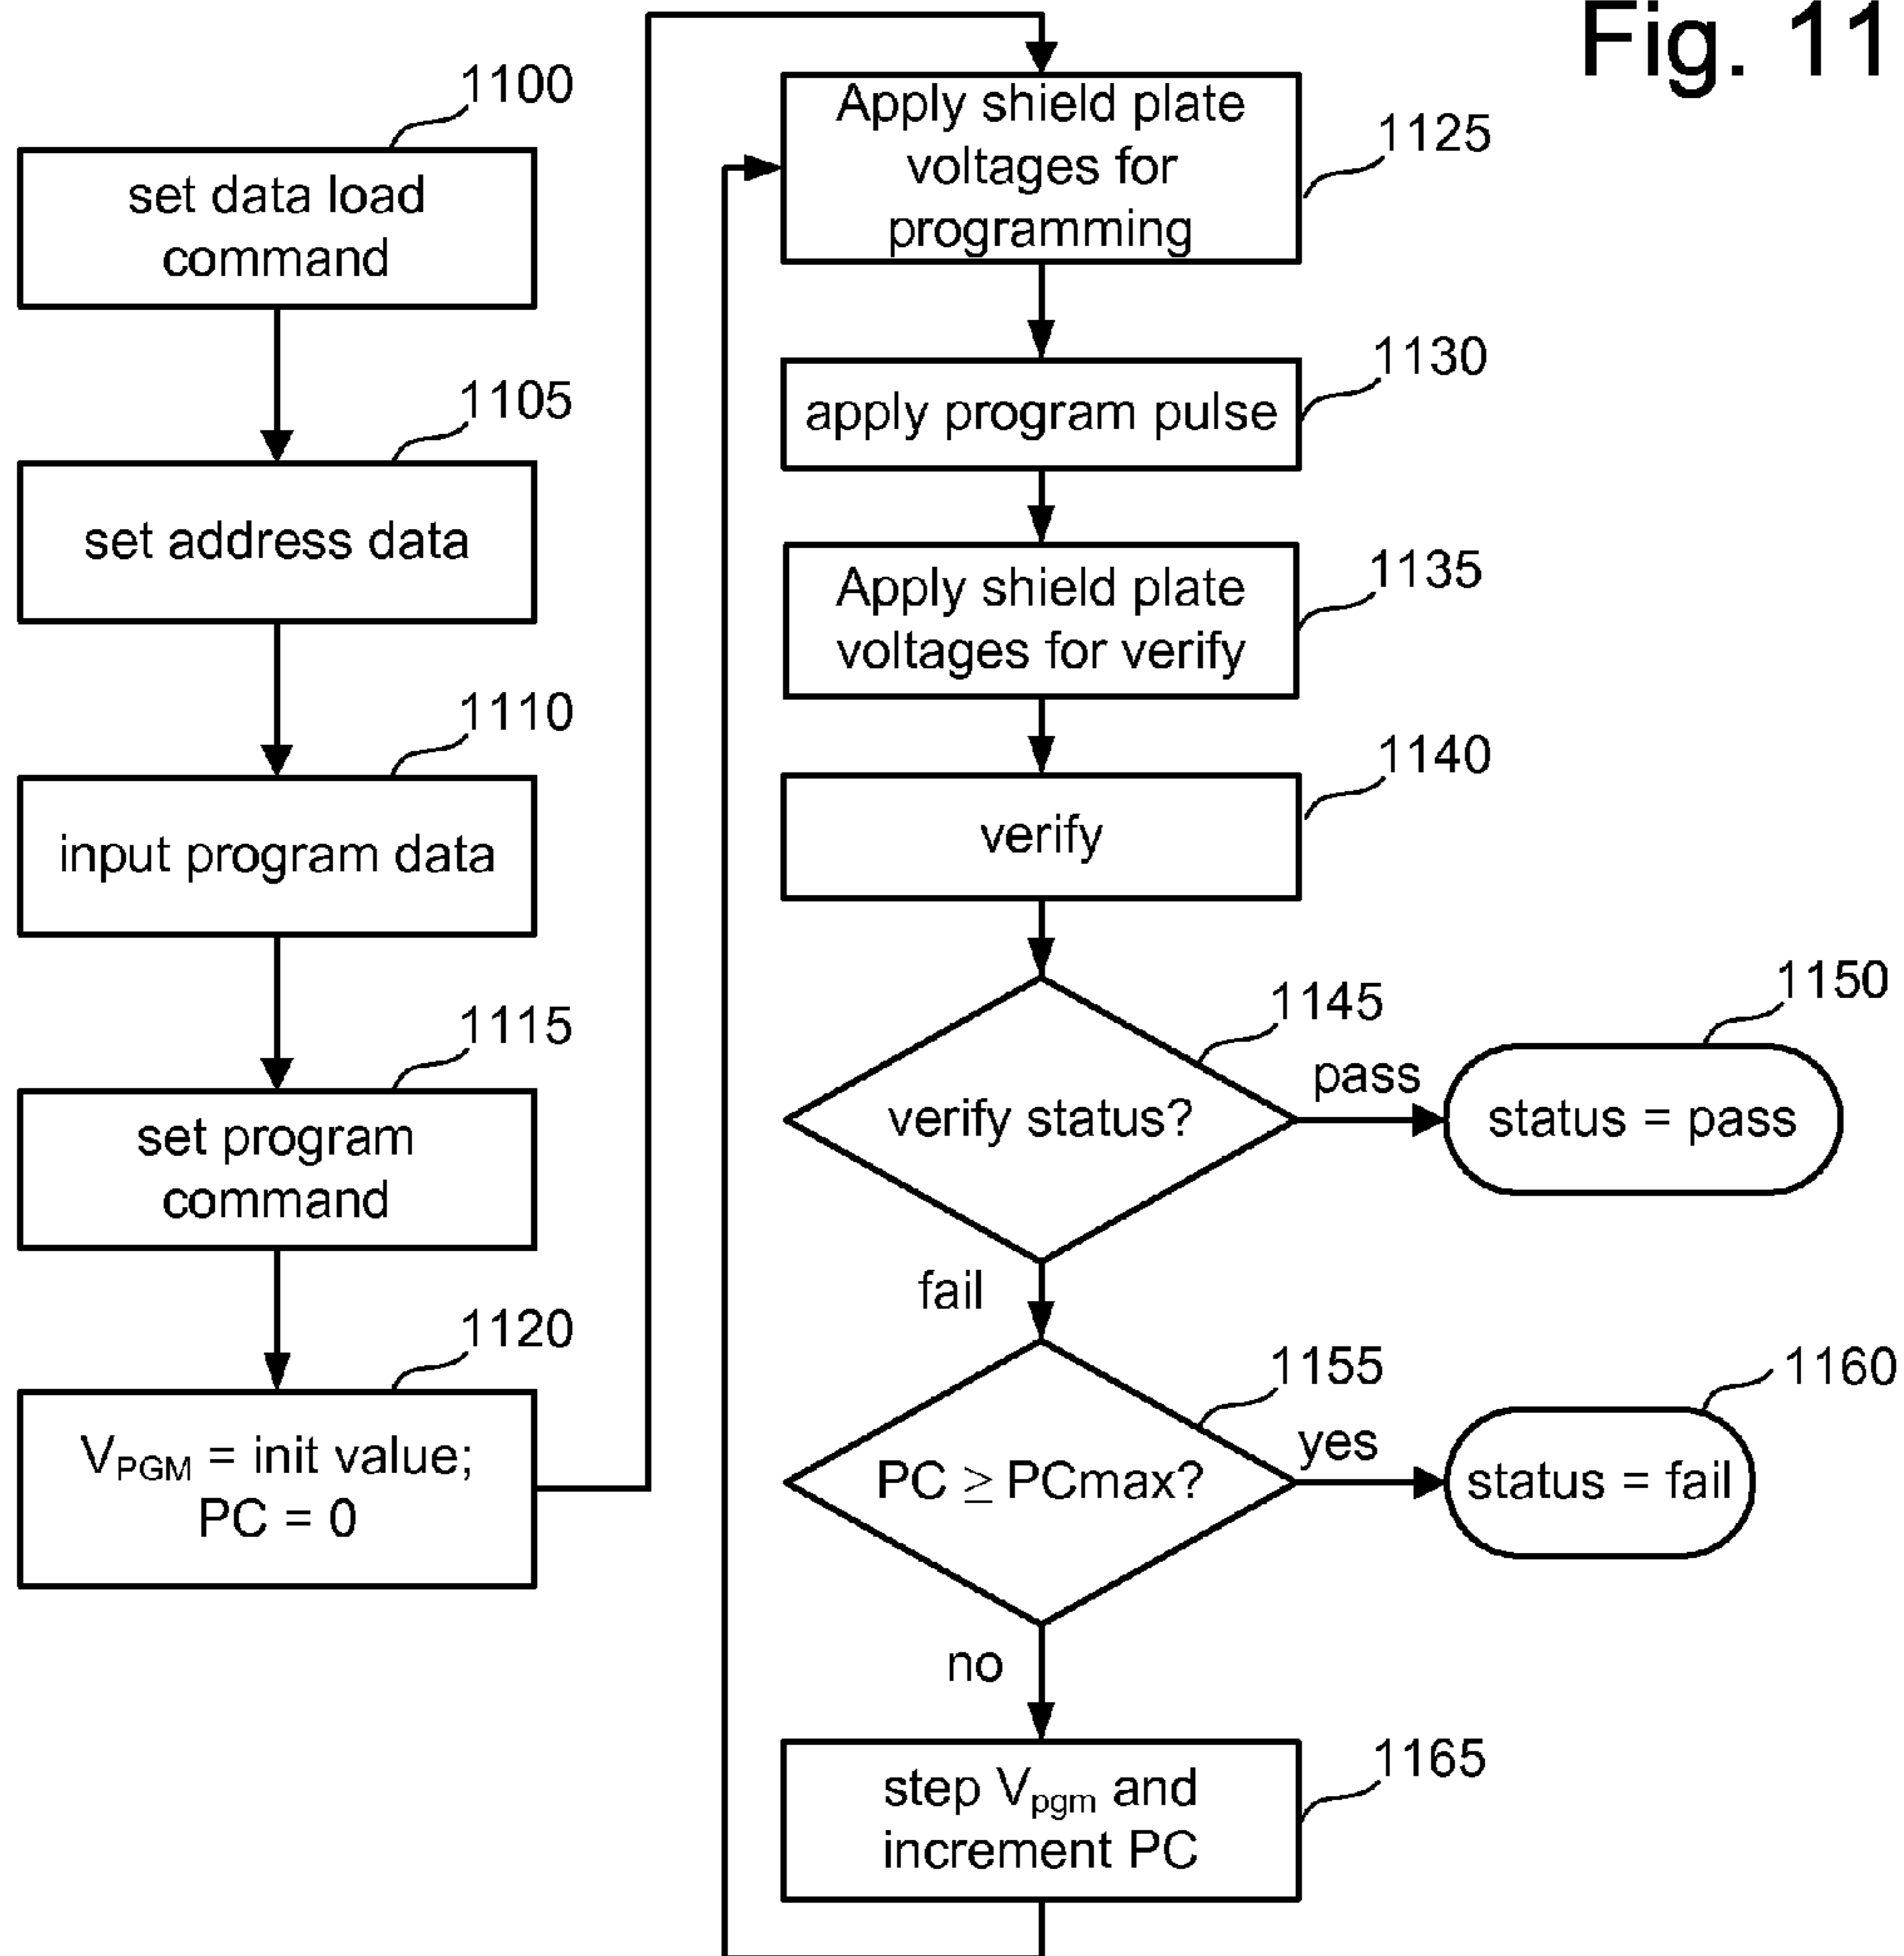 Fig. 11
1100
set data load
command
1105
set address data
1110
input program data
1115
set program
command
1120
V_PGM = init value;
PC = 0
Apply shield plate
voltages for
programming
1125
1130
apply program pulse
1135
Apply shield plate
voltages for verify
1140
verify
1145
verify status?
pass
1150
status = pass
fail
1155
PC ≥ PCmax?
yes
1160
status = fail
no
1165
step V_pgm and
increment PC